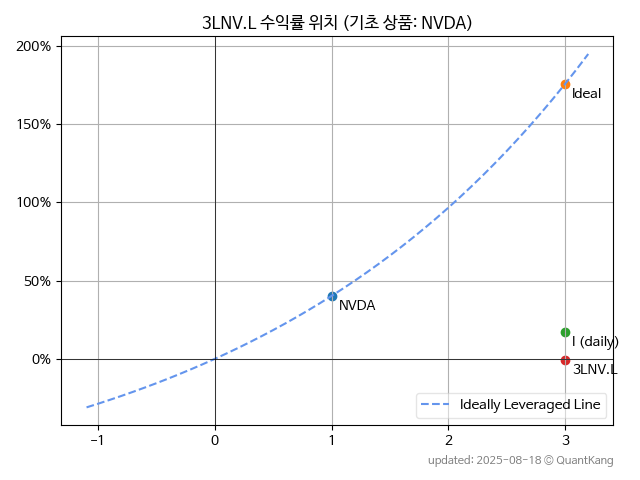 3LNV.L 수익률 위치 (기초 상품: NVDA)
200%
150%
100%
50%
0%
Ideal
NVDA
I (daily)
3LNV.L
Ideally Leveraged Line
−1
0
1
2
3
updated: 2025-08-18 © QuantKang